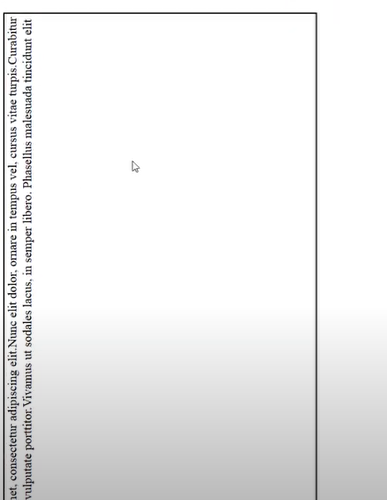 met, consectetur adipiscing elit.Nunc elit dolor, ornare in tempus vel, cursus vitae turpis.Curabitur
vulputate porttitor.Vivamus ut sodales lacus, in semper libero. Phasellus malesuada tincidunt elit